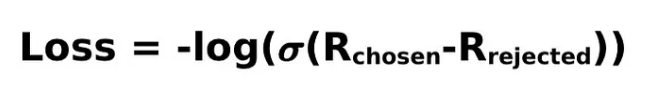 Loss = -log(σ(Rchosen-Rrejected))